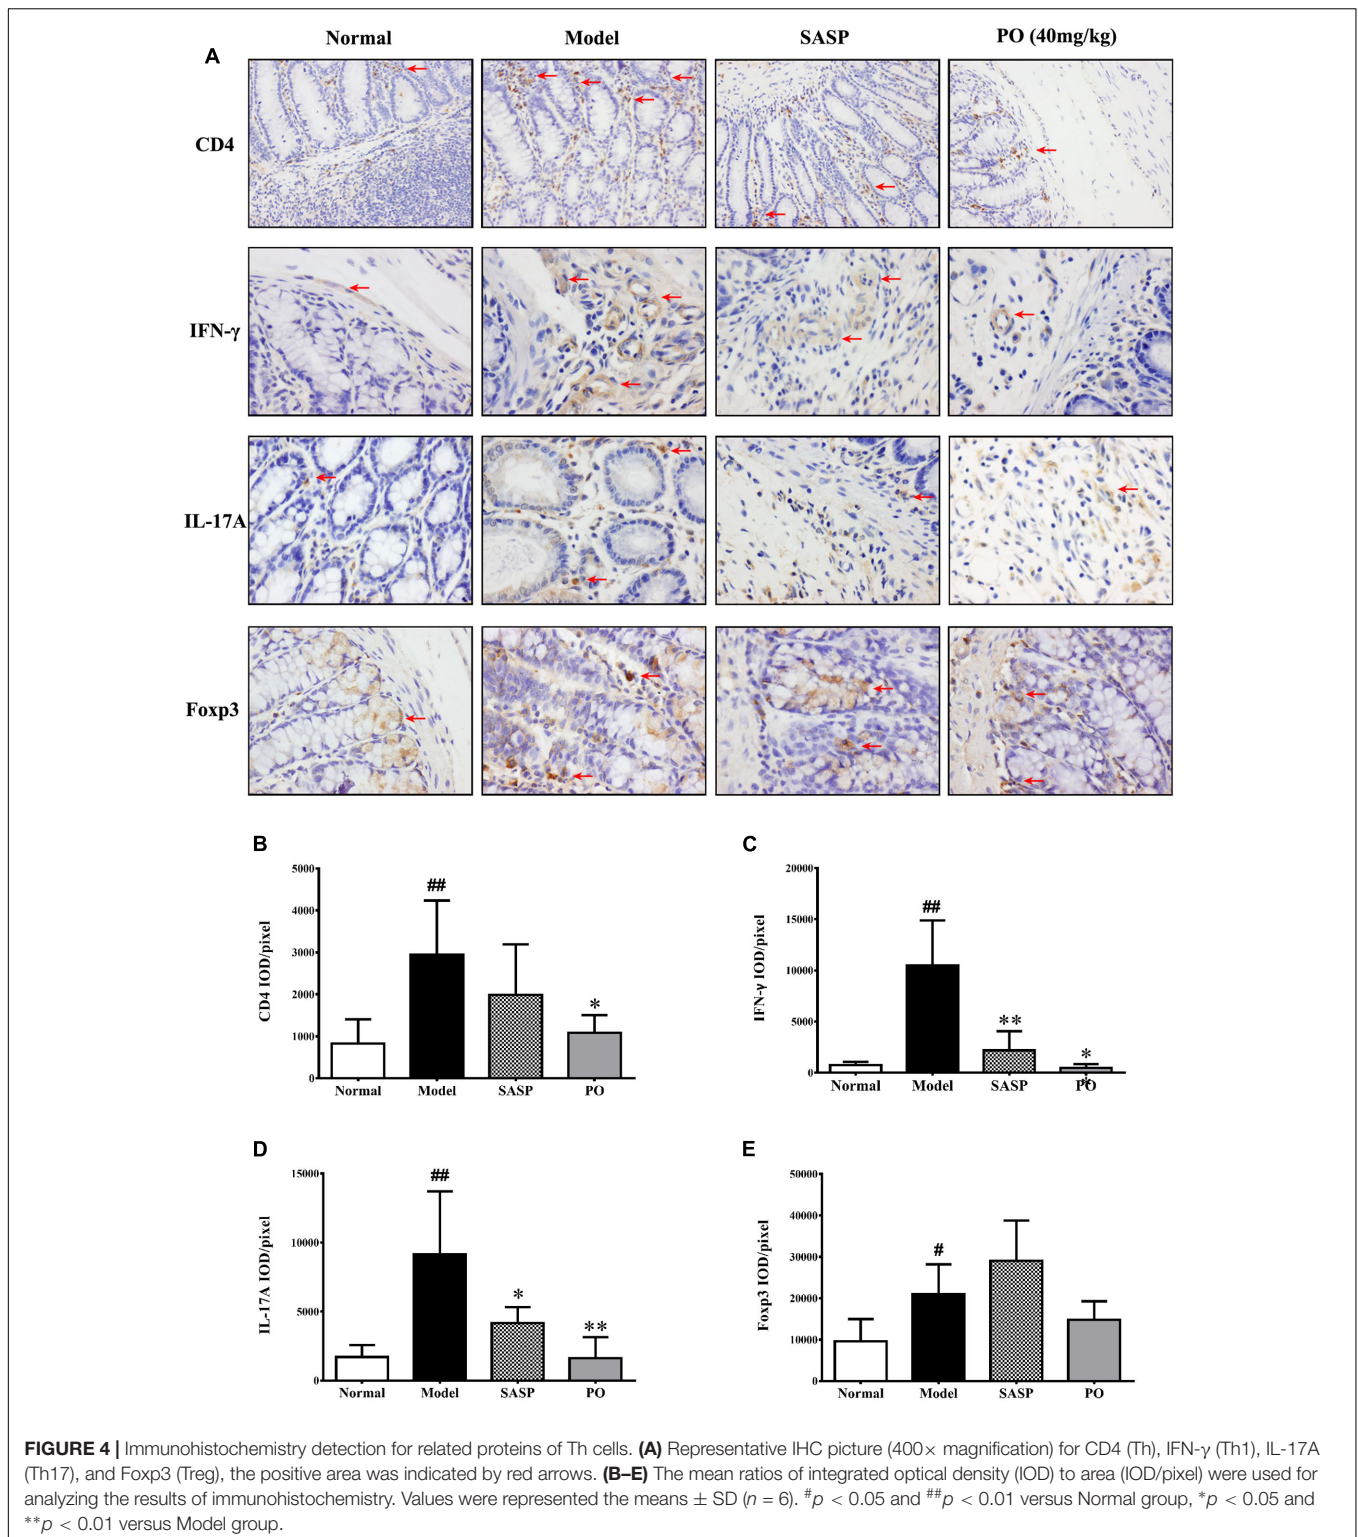 Normal Model SASP PO (40mg/kg)
A
CD4
IFN-γ
IL-17A
Foxp3
B
CD4 IOD/pixel
5000
4000
3000
2000
1000
0
##
*
Normal Model SASP PO
C
IFN-γ IOD/pixel
20000
15000
10000
5000
0
##
**
*
*
Normal Model SASP PO
D
IL-17A IOD/pixel
15000
10000
5000
0
##
*
**
Normal Model SASP PO
E
Foxp3 IOD/pixel
50000
40000
30000
20000
10000
0
#
Normal Model SASP PO
FIGURE 4 | Immunohistochemistry detection for related proteins of Th cells. (A) Representative IHC picture (400× magnification) for CD4 (Th), IFN-γ (Th1), IL-17A
(Th17), and Foxp3 (Treg), the positive area was indicated by red arrows. (B–E) The mean ratios of integrated optical density (IOD) to area (IOD/pixel) were used for
analyzing the results of immunohistochemistry. Values were represented the means ± SD (n = 6). #p < 0.05 and ##p < 0.01 versus Normal group, *p < 0.05 and
**p < 0.01 versus Model group.